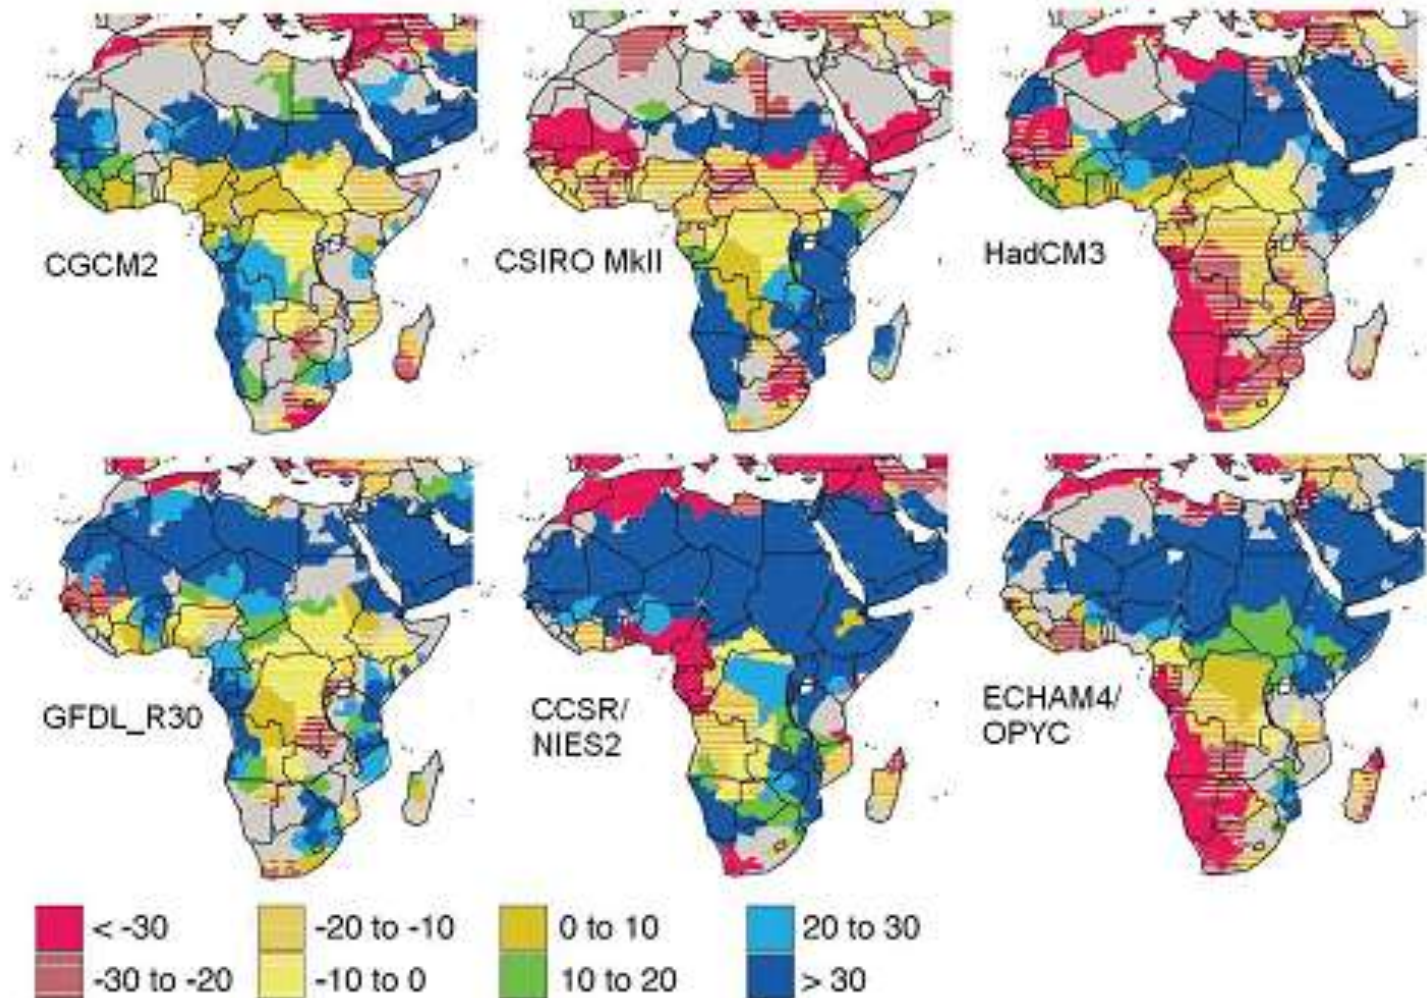 CGCM2
CSIRO MkII
HadCM3
GFDL_R30
CCSR/
NIES2
ECHAM4/
OPYC
< -30
-20 to -10
0 to 10
20 to 30
-30 to -20
-10 to 0
10 to 20
> 30